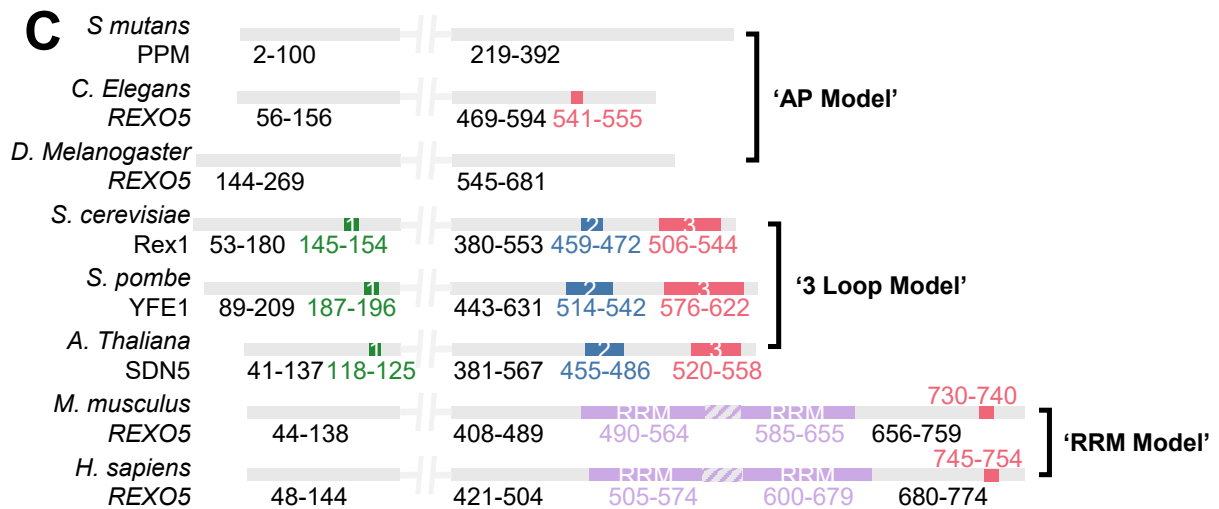 C
S mutans
PPM 2-100 219-392
C. Elegans
REXO5 56-156 469-594 541-555
'AP Model'
D. Melanogaster
REXO5 144-269 545-681
S. cerevisiae 1 2 3
Rex1 53-180 145-154 380-553 459-472 506-544
S. pombe 1 2 3
YFE1 89-209 187-196 443-631 514-542 576-622
'3 Loop Model'
A. Thaliana 1 2 3
SDN5 41-137 118-125 381-567 455-486 520-558
730-740
M. musculus RRM RRM
REXO5 44-138 408-489 490-564 585-655 656-759
'RRM Model'
745-754
H. sapiens RRM RRM
REXO5 48-144 421-504 505-574 600-679 680-774